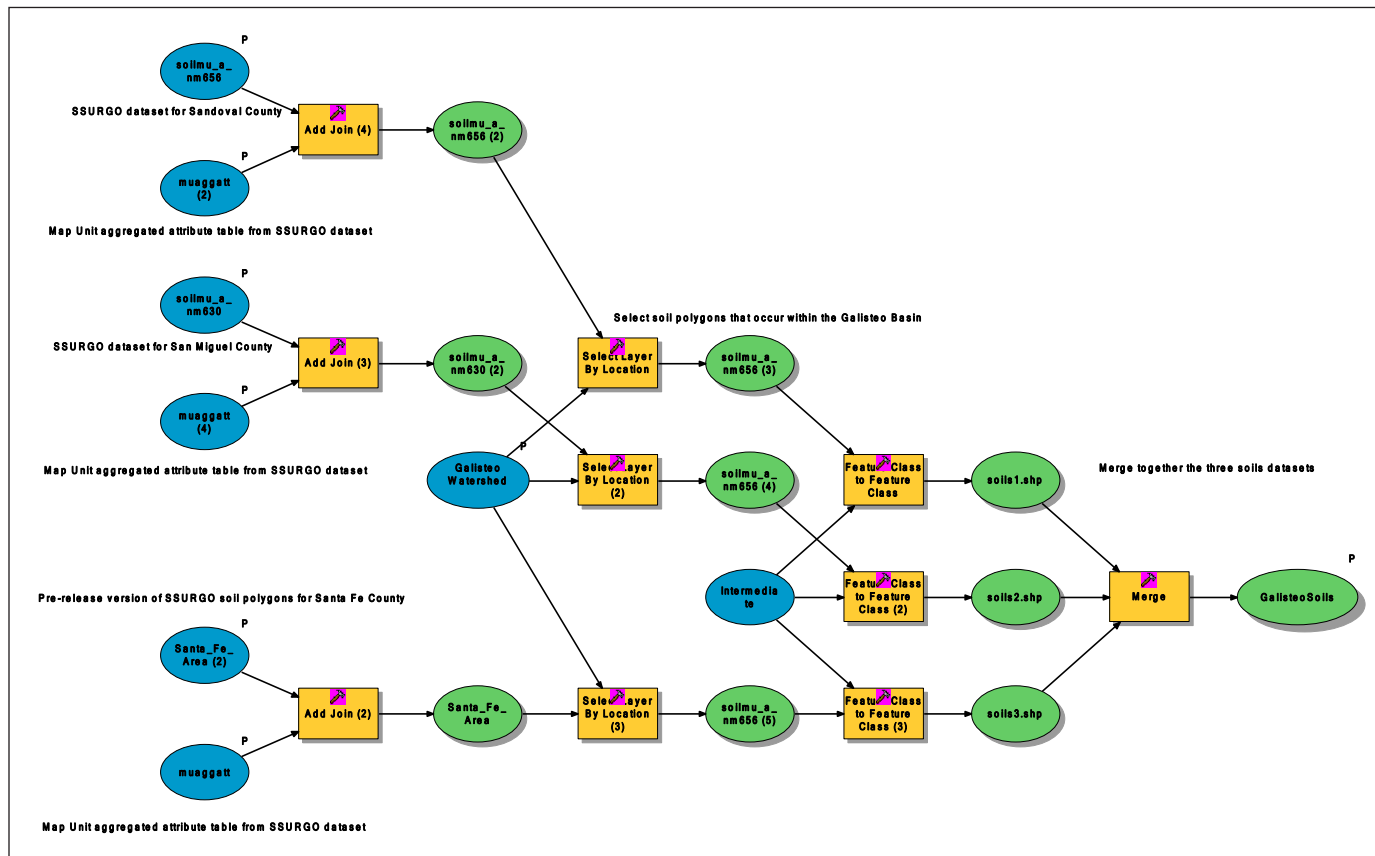 P
soilmu_a_
nm656
SSURGO dataset for Sandoval County
Add Join (4)
soilmu_a_
nm656 (2)
P
muaggatt
(2)
Map Unit aggregated attribute table from SSURGO dataset
P
soilmu_a_
nm630
SSURGO dataset for San Miguel County
Add Join (3)
soilmu_a_
nm630 (2)
P
muaggatt
(4)
Map Unit aggregated attribute table from SSURGO dataset
Select soil polygons that occur within the Galisteo Basin
Select Layer
By Location
soilmu_a_
nm656 (3)
P
Galisteo
Watershed
Select Layer
By Location
(2)
soilmu_a_
nm656 (4)
Feature Class
to Feature
Class
soils1.shp
Merge together the three soils datasets
Intermedia
te
Feature Class
to Feature
Class (2)
soils2.shp
Merge
P
GalisteoSoils
Pre-release version of SSURGO soil polygons for Santa Fe County
P
Santa_Fe_
Area (2)
Add Join (2)
Santa_Fe_
Area
Select Layer
By Location
(3)
soilmu_a_
nm656 (5)
Feature Class
to Feature
Class (3)
soils3.shp
P
muaggatt
Map Unit aggregated attribute table from SSURGO dataset